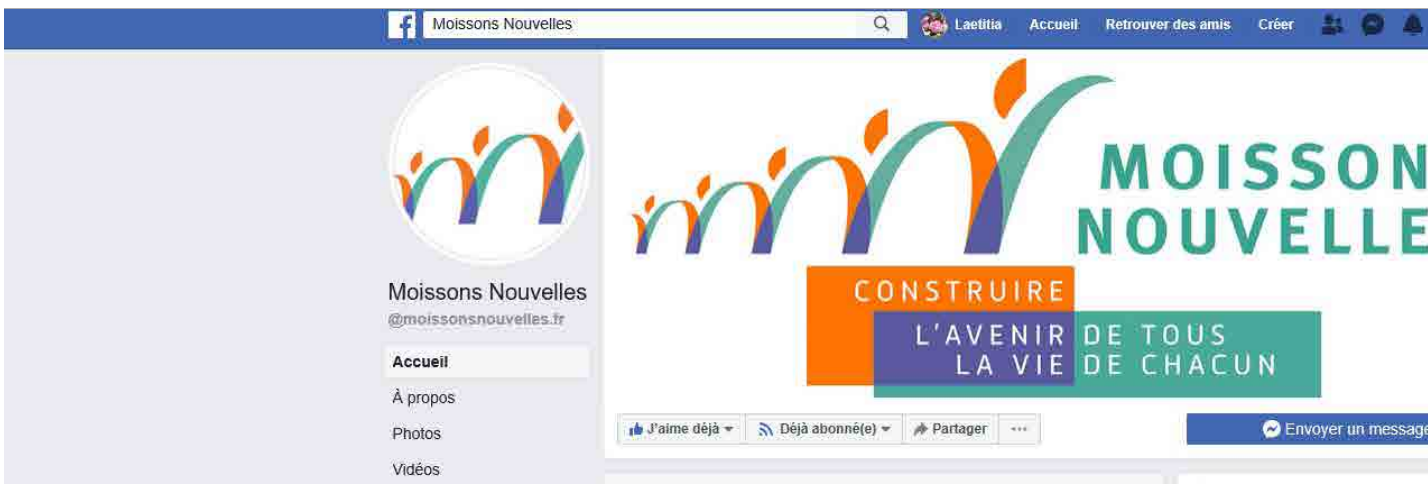 Moissons Nouvelles
Laetitia Accueil Retrouver des amis Créer
MOISSON
NOUVELLE
CONSTRUIRE
L'AVENIR DE TOUS
LA VIE DE CHACUN
Moissons Nouvelles
@moissonsnouvelles.fr
Accueil
À propos
Photos
Vidéos
J'aime déjà Déjà abonné(e) Partager ... Envoyer un message